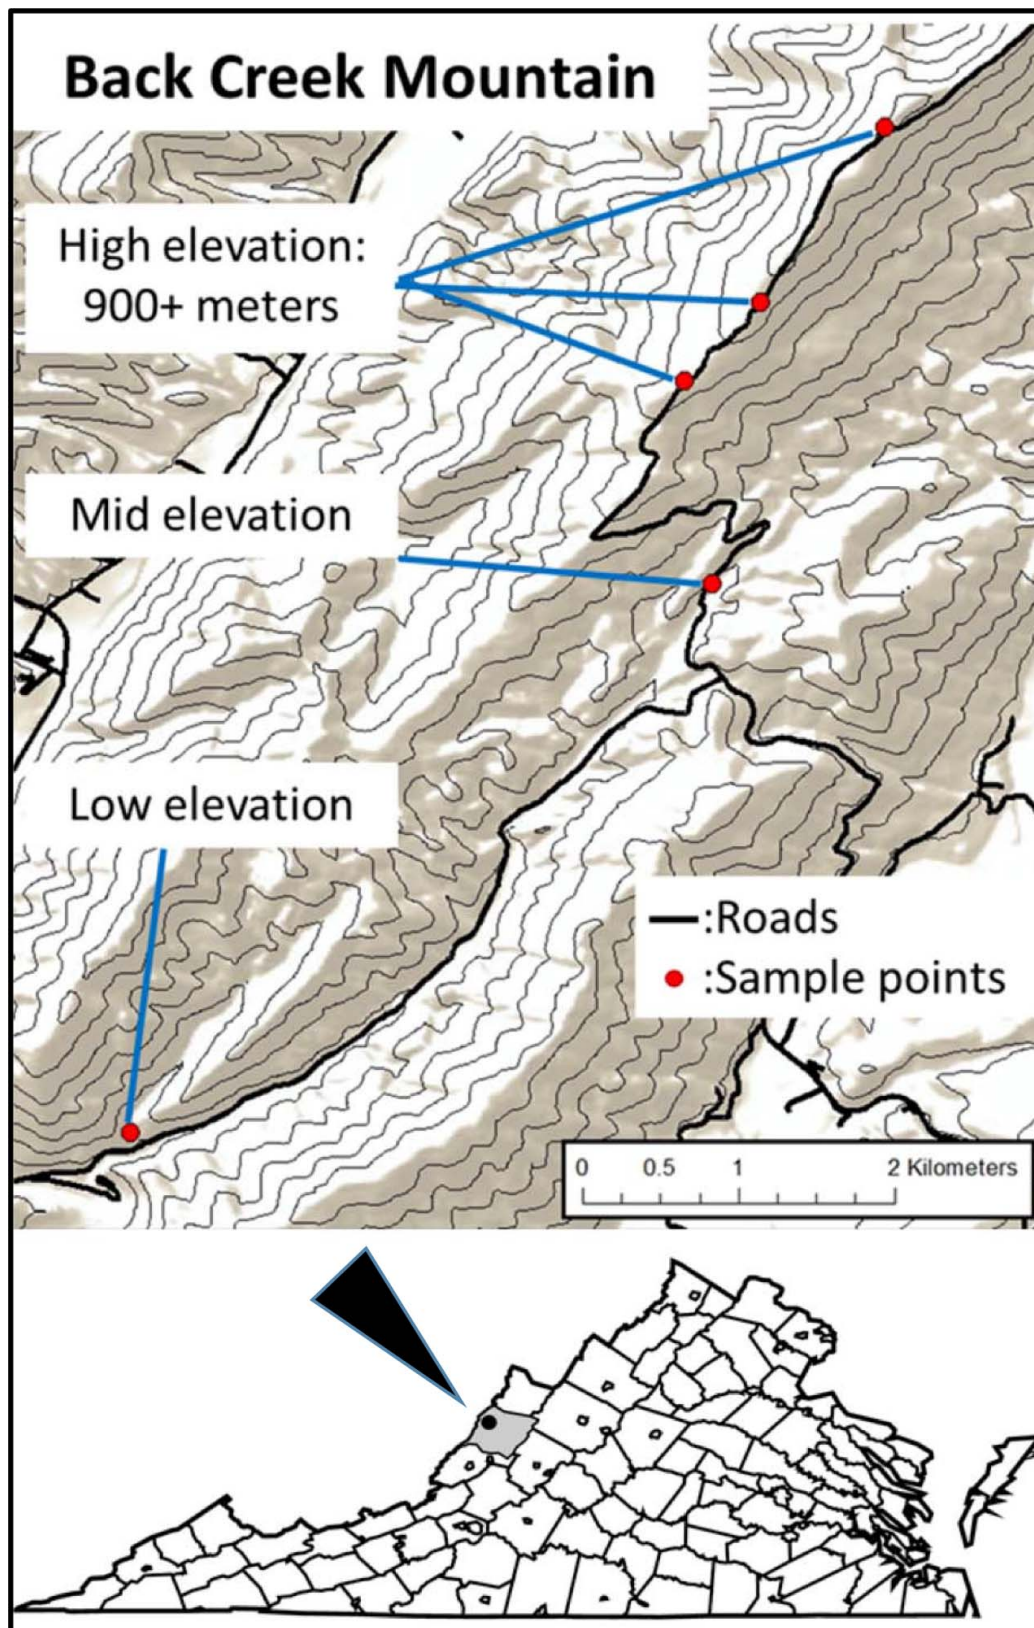 Back Creek Mountain
High elevation:
900+ meters
Mid elevation
Low elevation
:Roads
:Sample points
0 0.5 1 2 Kilometers